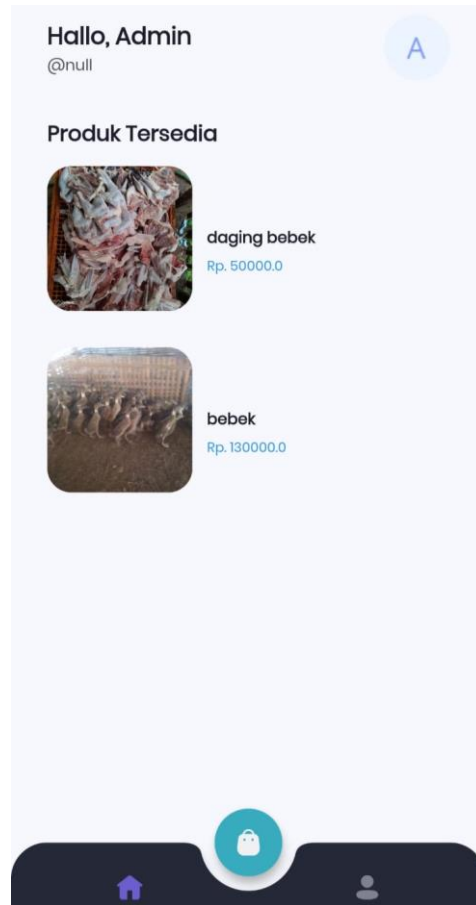 Hallo, Admin
@null
A
Produk Tersedia
daging bebek
Rp. 50000.0
bebek
Rp. 130000.0